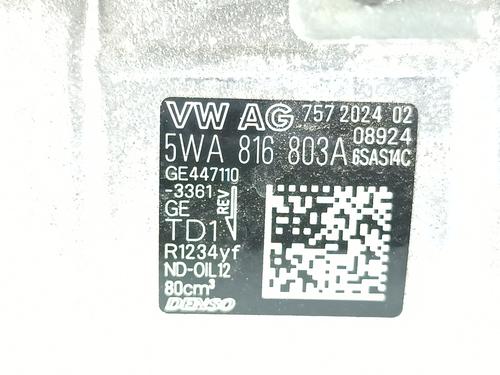 VW AG 757 2024 02
08924
5WA 816 803A 6SAS14C
GE447110
-3361
GE REV
TD1
R1234yf
ND-OIL12
80cm³
DENSO